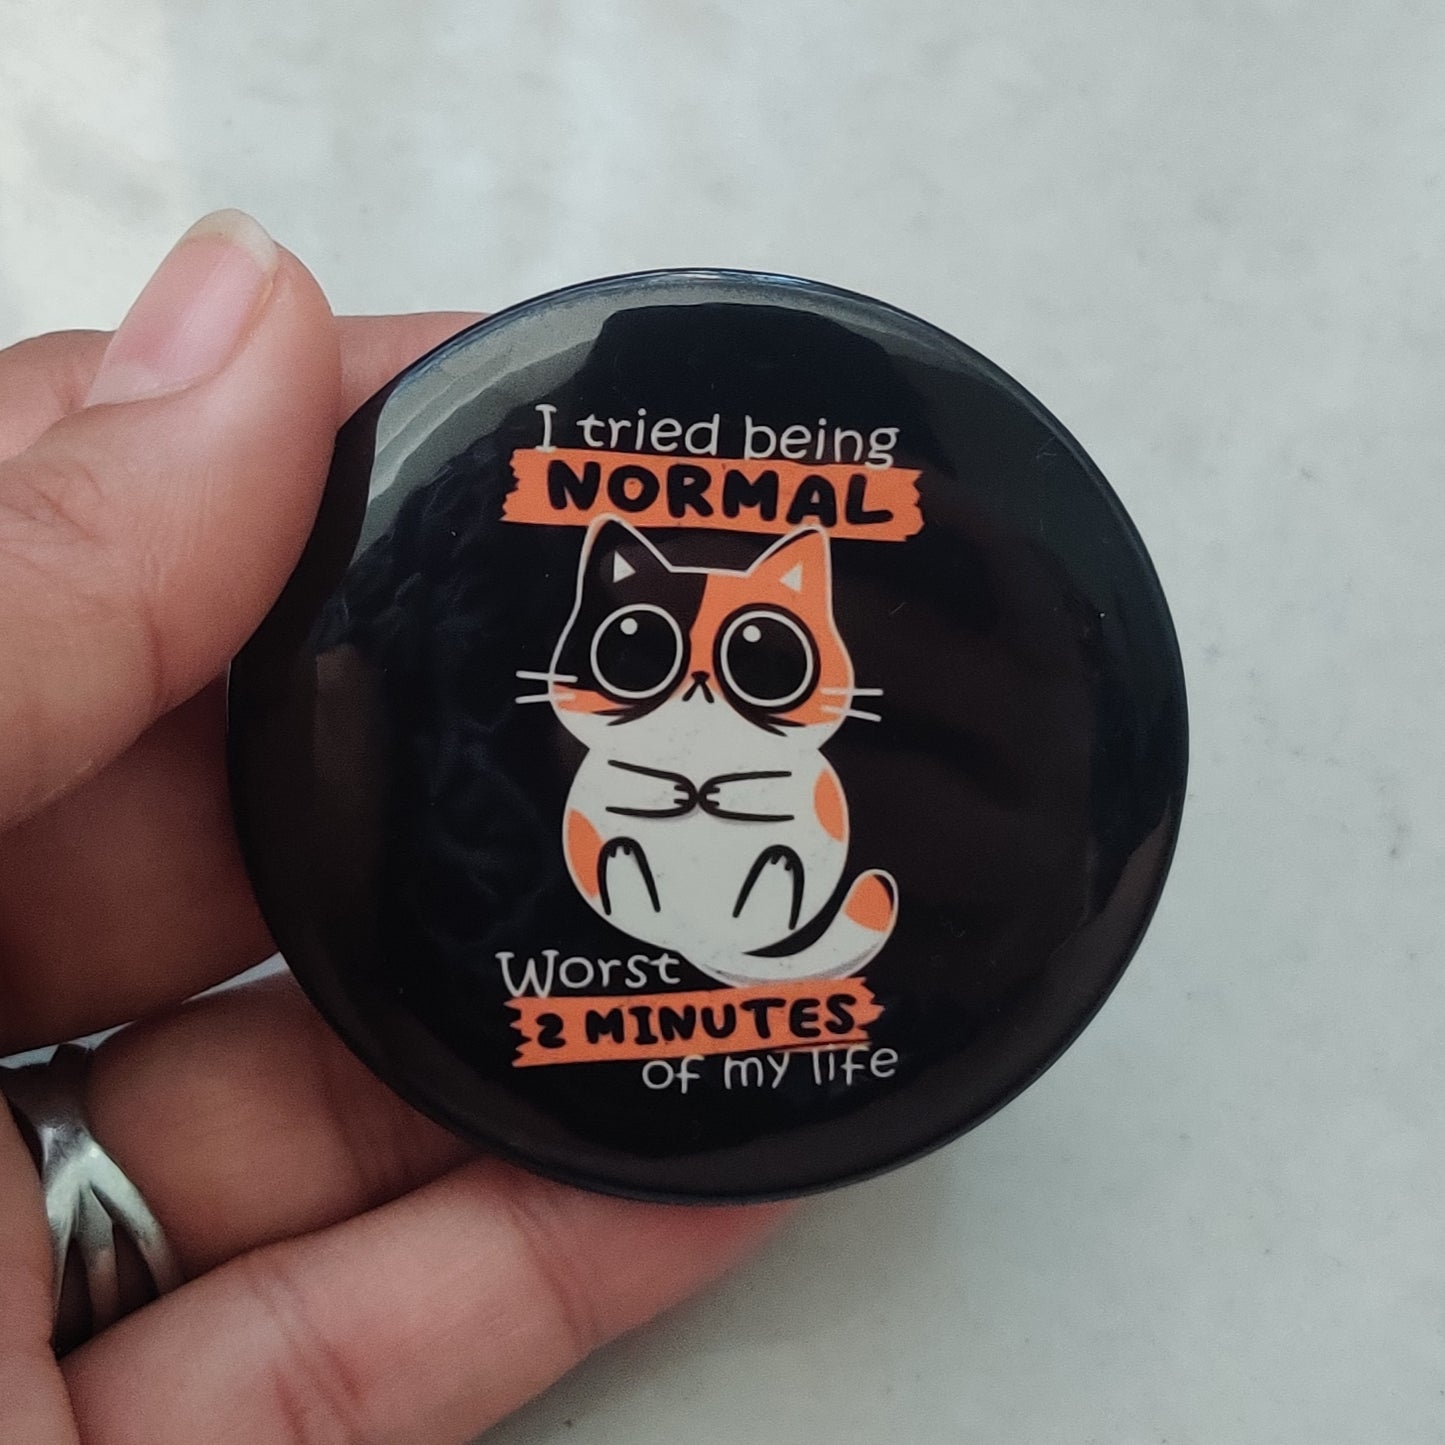 I tried being
NORMAL
Worst
2 MINUTES
of my life